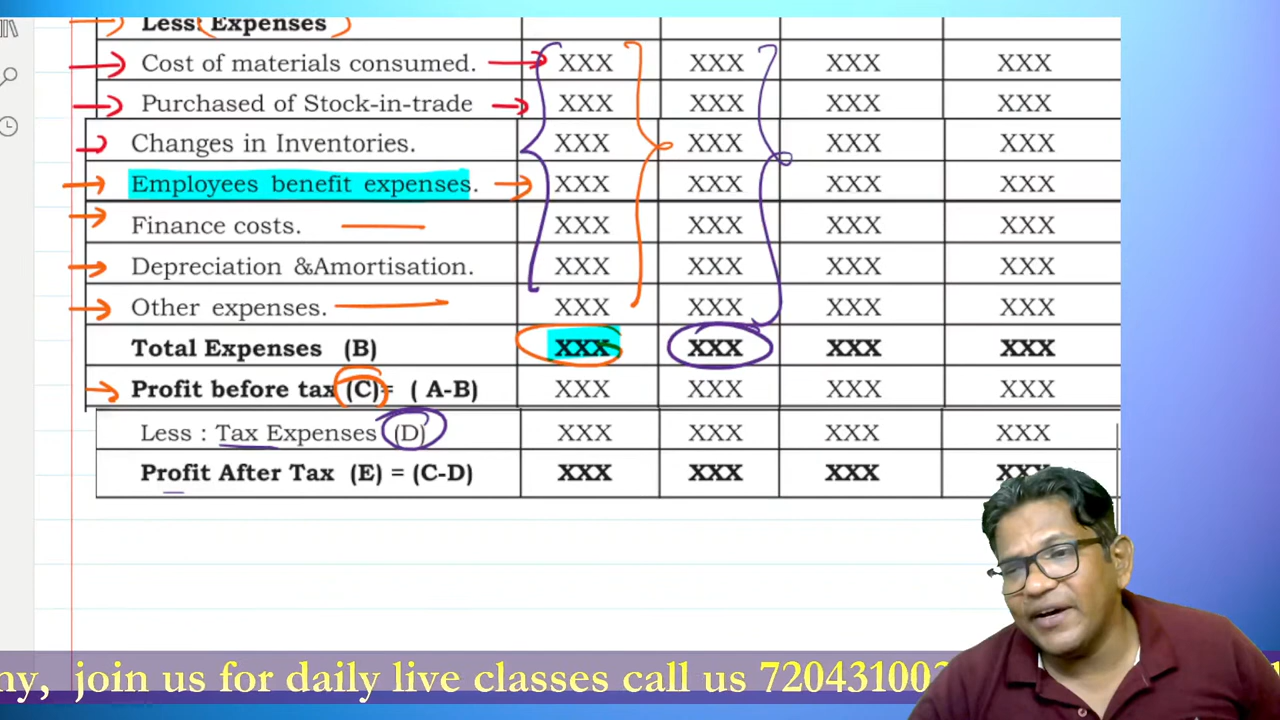 Less: Expenses
Cost of materials consumed. XXX XXX XXX XXX
Purchased of Stock-in-trade XXX XXX XXX XXX
Changes in Inventories. XXX XXX XXX XXX
Employees benefit expenses. XXX XXX XXX XXX
Finance costs. XXX XXX XXX XXX
Depreciation &Amortisation. XXX XXX XXX XXX
Other expenses. XXX XXX XXX XXX
Total Expenses (B) XXX XXX XXX XXX
Profit before tax (C)= ( A-B) XXX XXX XXX XXX
Less : Tax Expenses (D) XXX XXX XXX XXX
Profit After Tax (E) = (C-D) XXX XXX XXX XXX
ny, join us for daily live classes call us 72043100